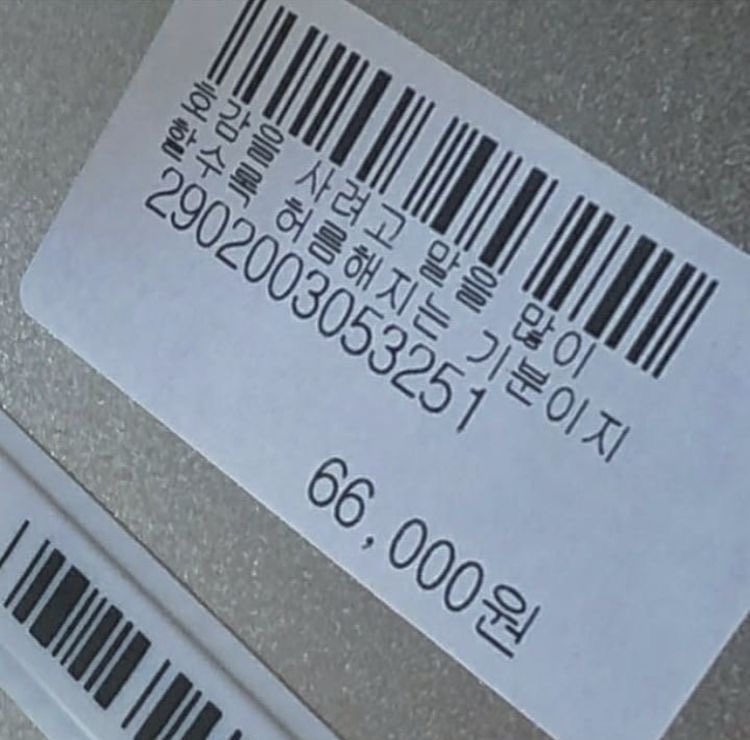 호감을 사려고 말을 많이
할수록 허름해지는 기분이지
2902003053251
66,000원